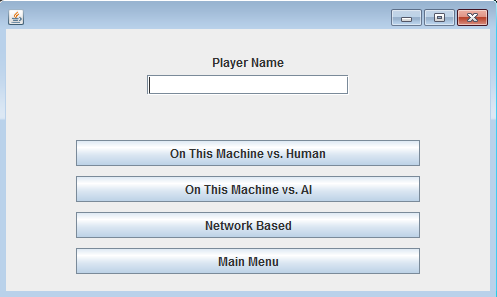 Player Name
On This Machine vs. Human
On This Machine vs. AI
Network Based
Main Menu